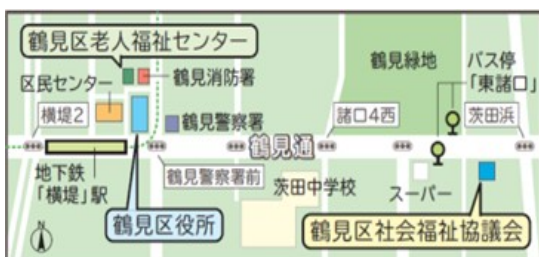 鶴見区老人福祉センター
区民センター
鶴見消防署
鶴見緑地
バス停
「東諸口」
横堤2
鶴見警察署
諸口4西
茨田浜
鶴見通
地下鉄
「横堤」駅
鶴見警察署前
茨田中学校
スーパー
鶴見区役所
鶴見区社会福祉協議会
N